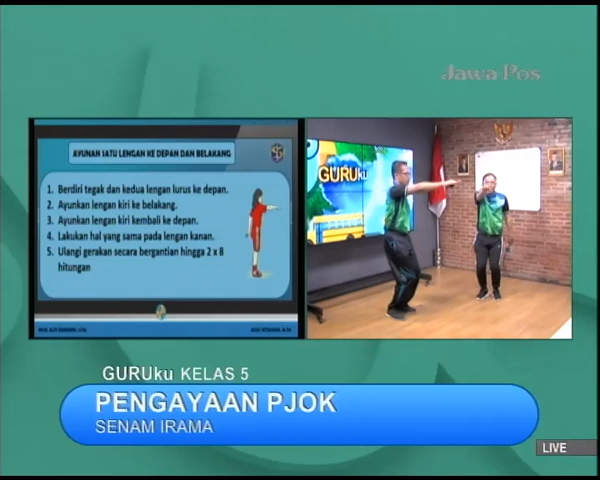 Jawa Pos
AYUNAN SATU LENGAN KE DEPAN DAN BELAKANG
1. Berdiri tegak dan kedua lengan lurus ke depan.
2. Ayunkan lengan kiri ke belakang.
3. Ayunkan lengan kiri kembali ke depan.
4. Lakukan hal yang sama pada lengan kanan.
5. Ulangi gerakan secara bergantian hingga 2 x 8
hitungan
GURUku
GURUku KELAS 5
PENGAYAAN PJOK
SENAM IRAMA
LIVE